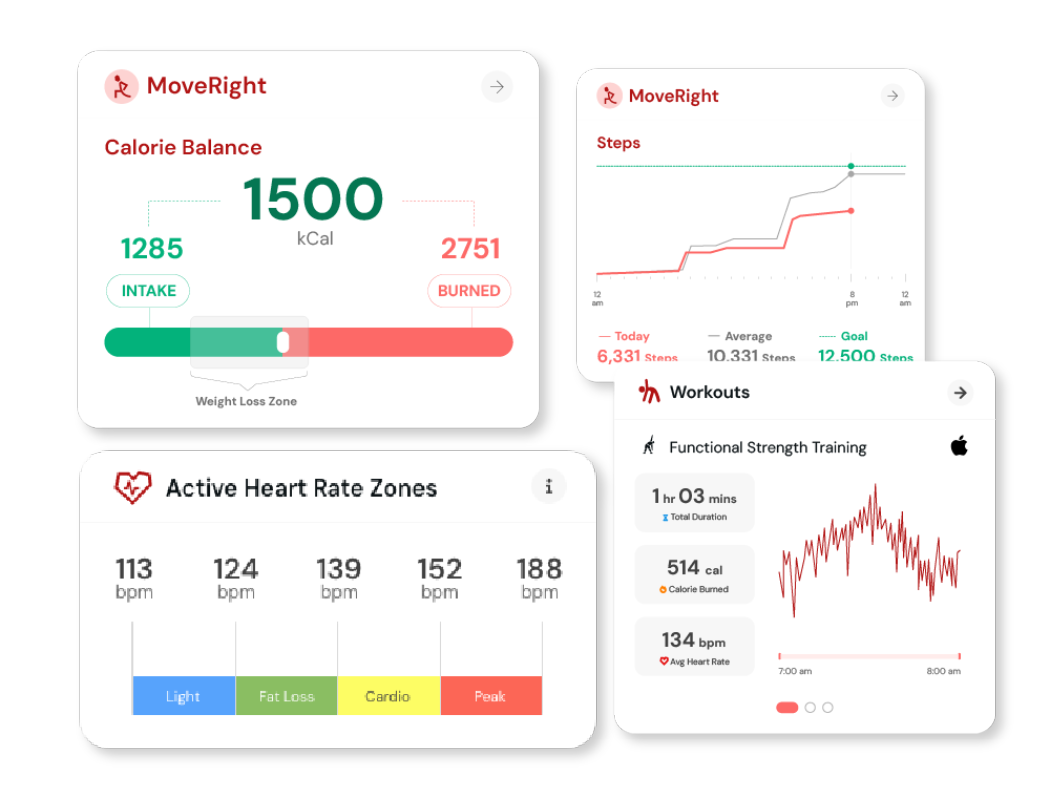 MoveRight
Calorie Balance
1500
kCal
1285
2751
INTAKE
BURNED
Weight Loss Zone
MoveRight
Steps
12
am
8
pm
12
am
Today
Average
Goal
6,331 Steps
10,331 Steps
12,500 Steps
Active Heart Rate Zones
i
113
bpm
124
bpm
139
bpm
152
bpm
188
bpm
Light
Fat Loss
Cardio
Peak
Workouts
Functional Strength Training
1 hr 03 mins
Total Duration
514 cal
Calorie Burned
134 bpm
Avg Heart Rate
7:00 am
8:00 am